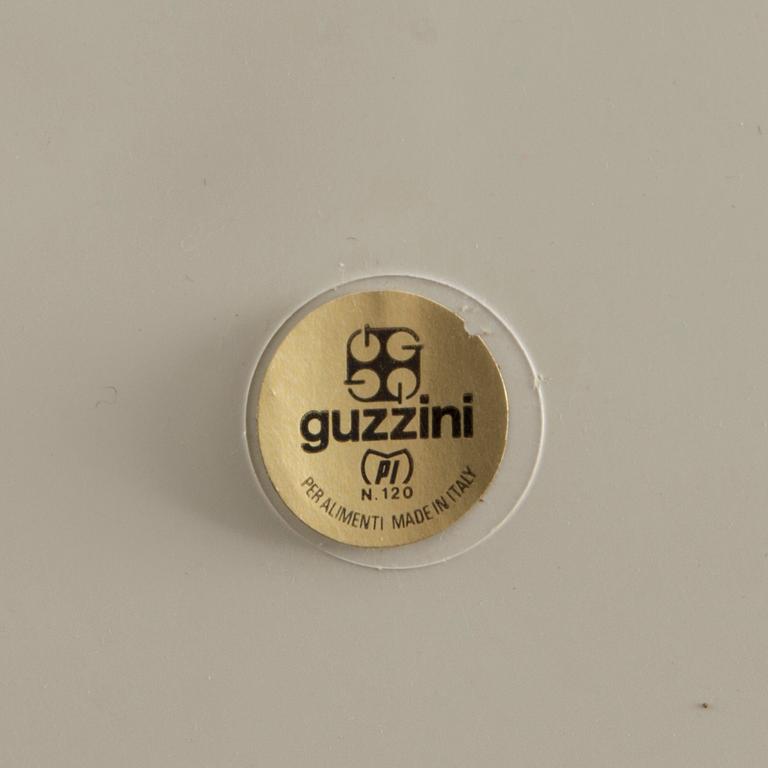 guzzini
PI
N.120
PER ALIMENTI MADE IN ITALY